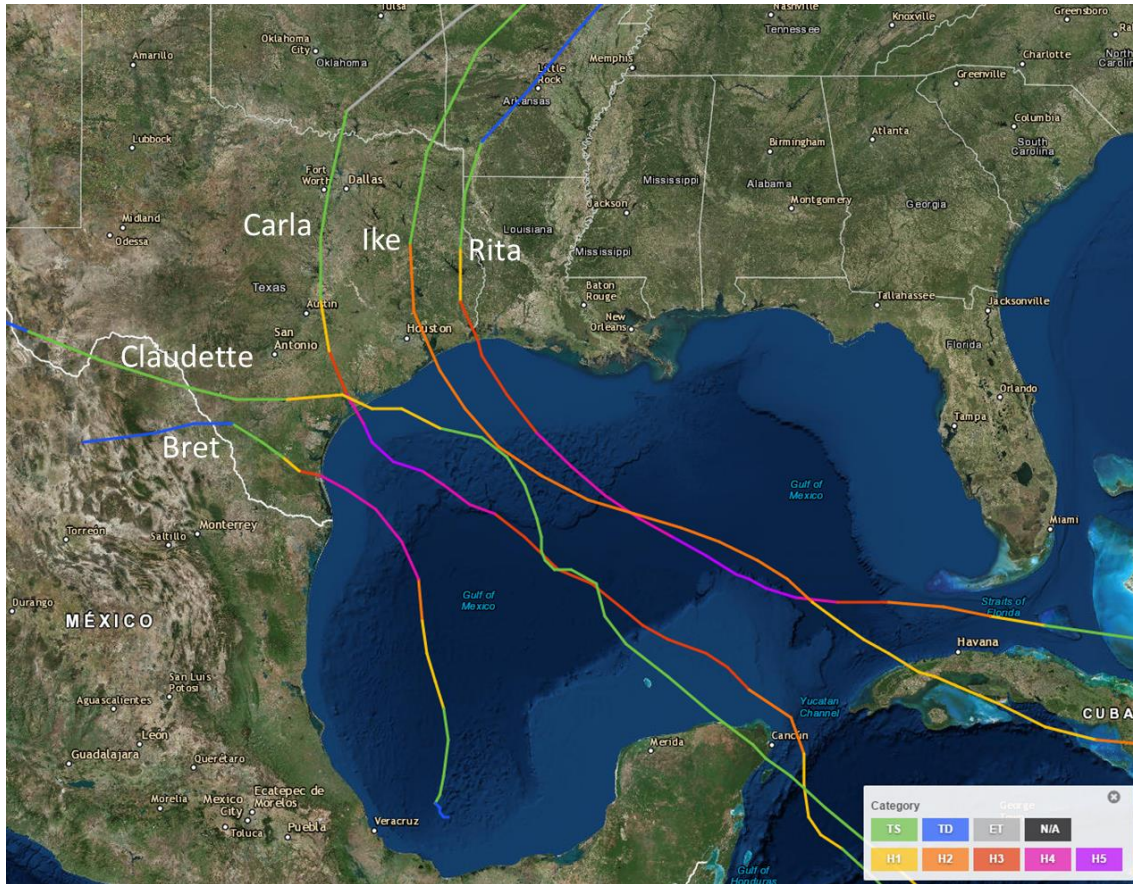 Tulsa
Nashville
Knoxville
Greensboro
Tennessee
Oklahoma
City
Oklahoma
Amarillo
Memphis
Little
Rock
Arkansas
Charlotte
North
Carolina
Greenville
Columbia
South
Carolina
Lubbock
Atlanta
Birmingham
Fort
Worth
Dallas
Mississippi
Alabama
Georgia
Jackson
Montgomery
Midland
Odessa
Carla
Ike
Rita
Louisiana
Mississippi
Texas
Austin
Baton
Rouge
Tallahassee
Jacksonville
New
Orleans
San
Antonio
Houston
Florida
Claudette
Orlando
Tampa
Bret
Gulf of
Mexico
Monterrey
Torreón
Saltillo
Miami
Durango
Gulf of
Mexico
Straits of
Florida
MÉXICO
Havana
San Luis
Potosi
Aguascalientes
Yucatan
Channel
CUBA
León
Guadalajara
Querétaro
Merida
Cancún
Morelia
Mexico
City
Ecatepec de
Morelos
Toluca
Puebla
Veracruz
Gulf of
Honduras
Category
TS TD ET N/A
H1 H2 H3 H4 H5